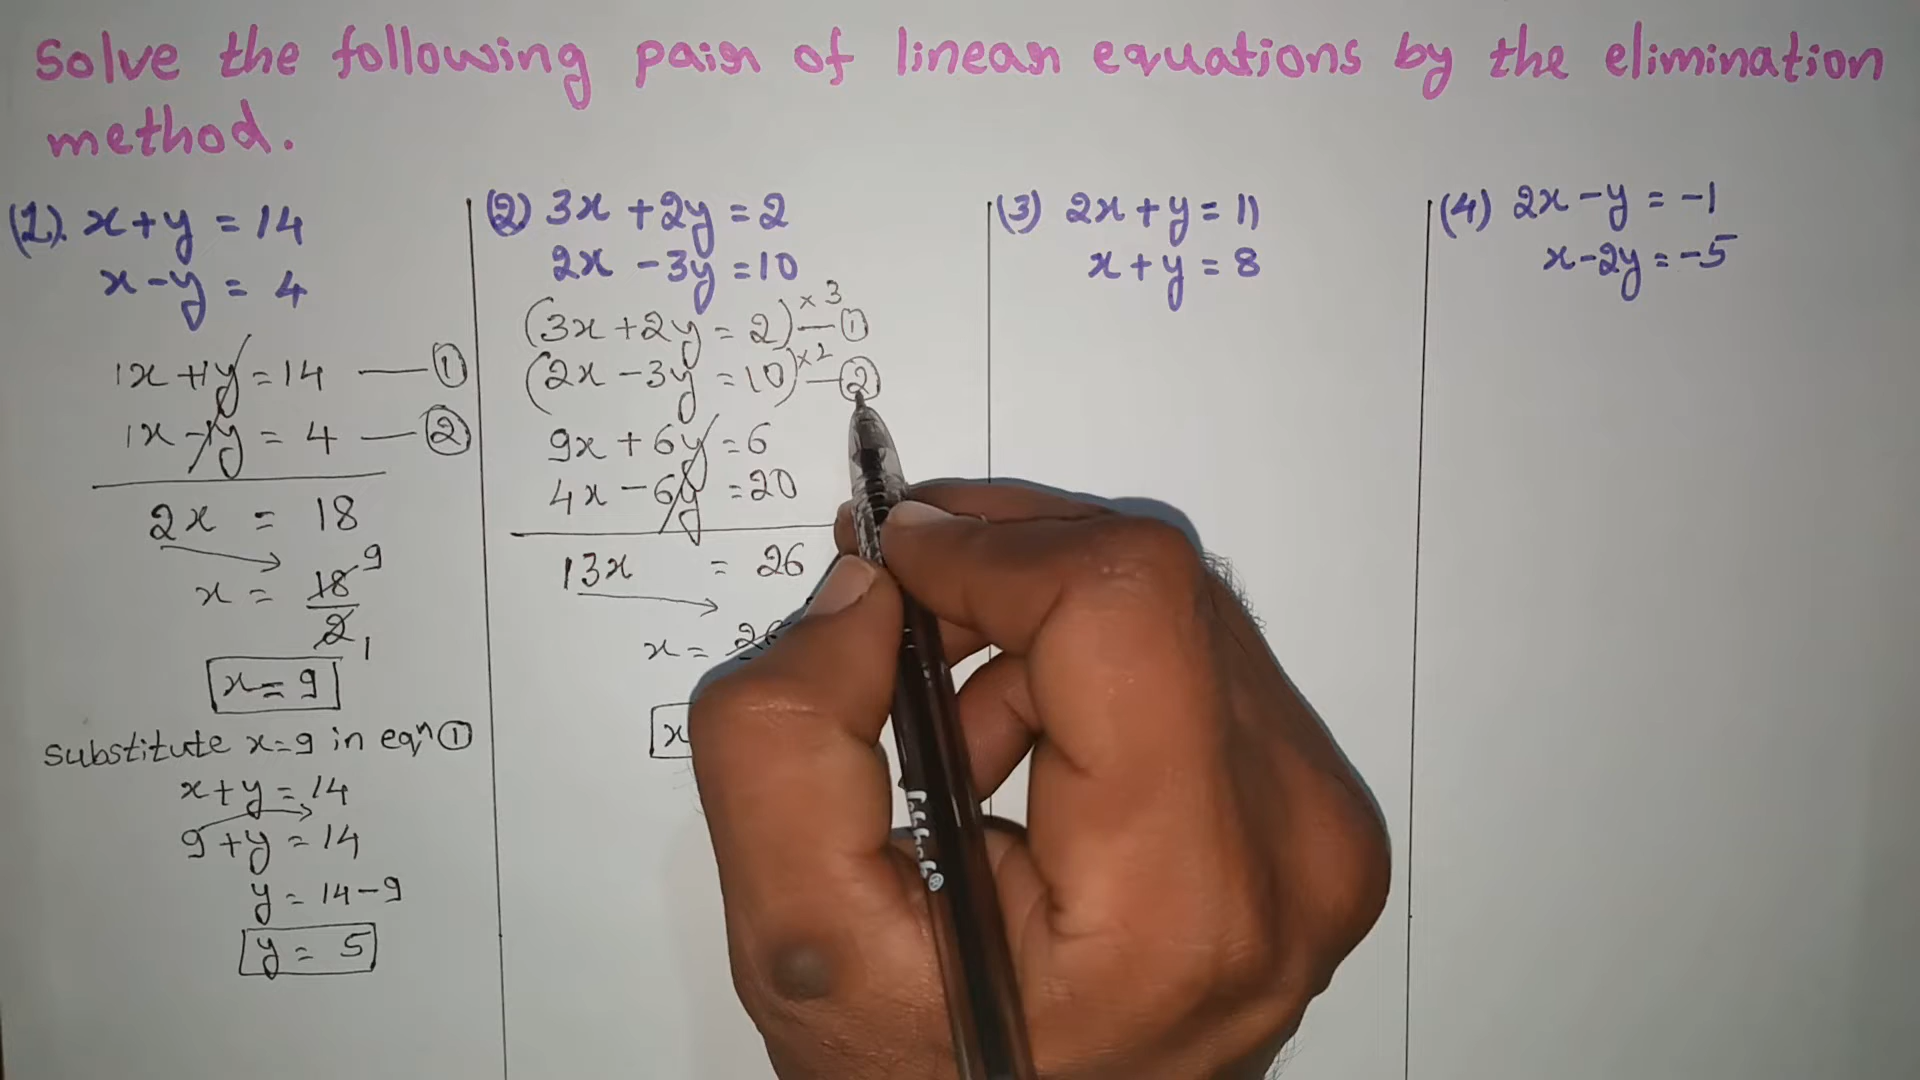 Solve the following pair of linear equations by the elimination
method.
(1). x+y = 14
x-y = 4
1x+1y = 14 — ①
1x-1y = 4 — ②
2x = 18
x = 18/2 9 1
x = 9
substitute x=9 in eqn ①
x+y = 14
9+y = 14
y = 14-9
y = 5
(2) 3x +2y = 2
2x -3y = 10
(3x+2y = 2) ×3 — ①
(2x-3y = 10) ×2 — ②
9x + 6y = 6
4x - 6y = 20
13x = 26
x =
x
(3) 2x+y = 11
x+y = 8
(4) 2x-y = -1
x-2y = -5